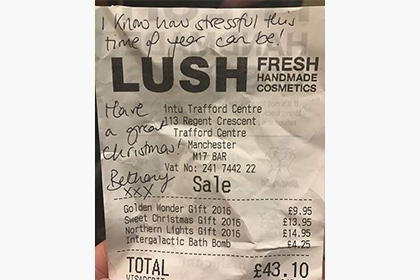 I know how stressful this
time of year can be!
LUSH FRESH
HANDMADE
COSMETICS
Have
a great
Christmas!
Bethany
xxx
intu Trafford Centre
113 Regent Crescent
Trafford Centre
Manchester
M17 8AR
Vat No: 241 7442 22
Sale
Golden Wonder Gift 2016 £9.95
Sweet Christmas Gift 2016 £13.95
Northern Lights Gift 2016 £14.95
Intergalactic Bath Bomb £4.25
TOTAL £43.10